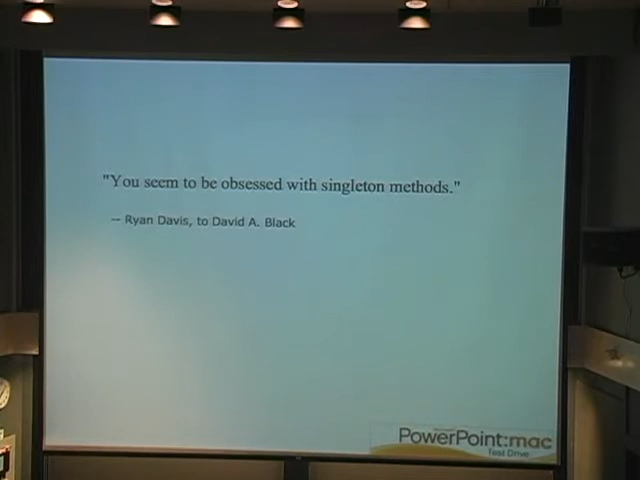 "You seem to be obsessed with singleton methods."
— Ryan Davis, to David A. Black
PowerPoint:mac
Test Drive